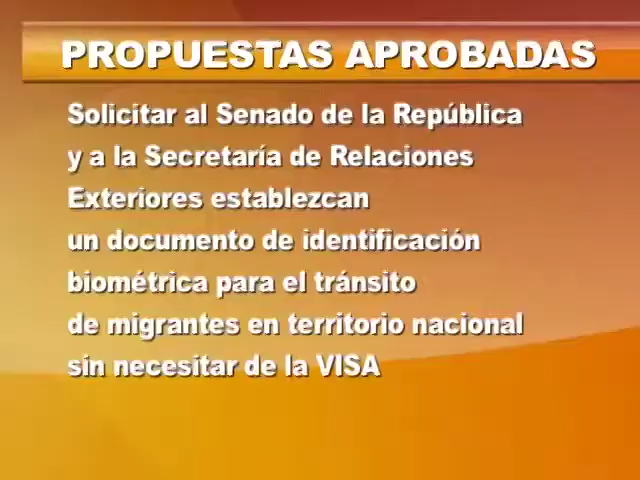 PROPUESTAS APROBADAS
Solicitar al Senado de la República
y a la Secretaría de Relaciones
Exteriores establezcan
un documento de identificación
biométrica para el tránsito
de migrantes en territorio nacional
sin necesitar de la VISA